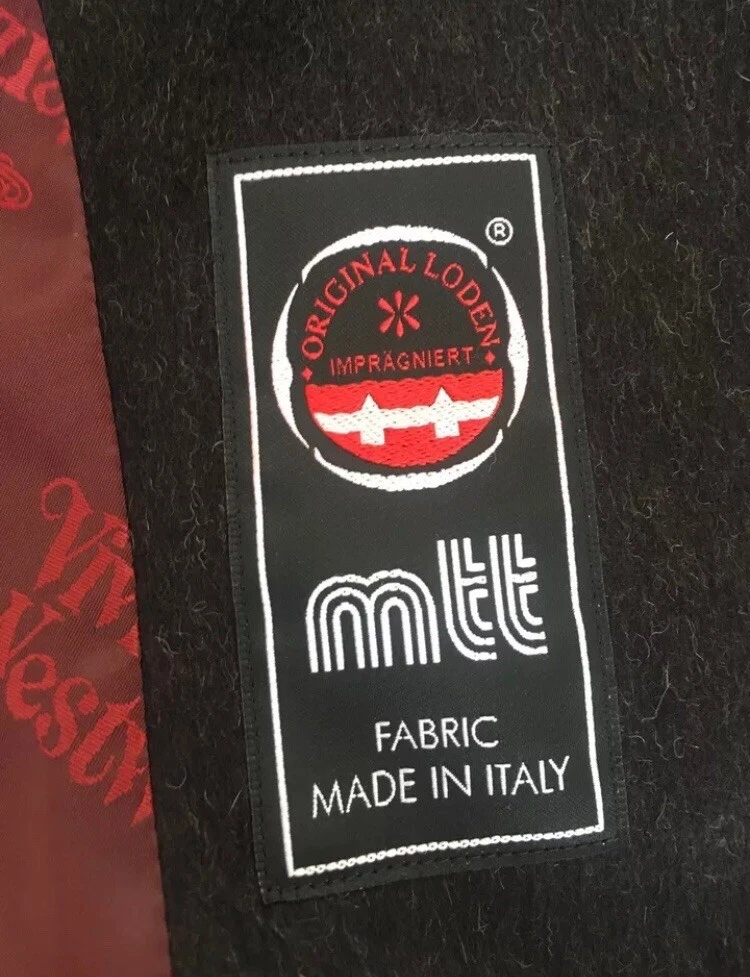 ®
ORIGINAL LODEN
IMPRÄGNIERT
mtt
FABRIC
MADE IN ITALY
®